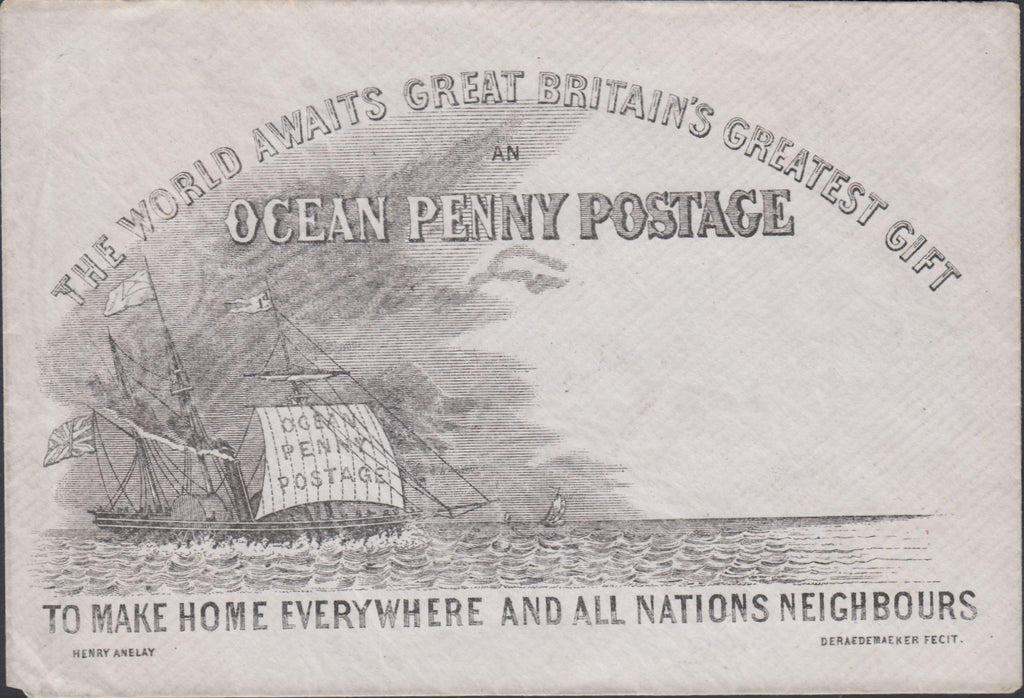 THE WORLD AWAITS GREAT BRITAIN'S GREATEST GIFT
AN
OCEAN PENNY POSTAGE
OCEAN
PENNY
POSTAGE
TO MAKE HOME EVERYWHERE AND ALL NATIONS NEIGHBOURS
HENRY ANELAY
DERAEDEMAEKER FECIT.